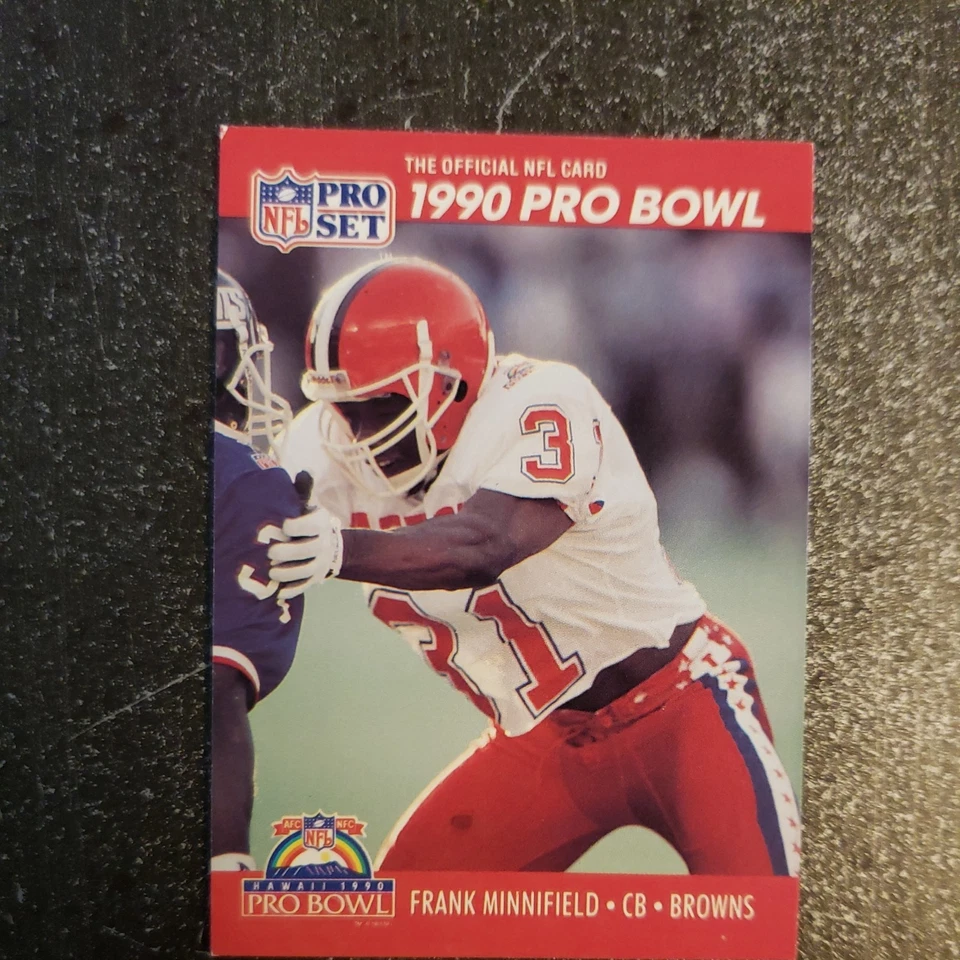 THE OFFICIAL NFL CARD
1990 PRO BOWL
NFL PRO SET
TS
31
31
AFC NFL NFC
HAWAII 1990
PRO BOWL
FRANK MINNIFIELD • CB • BROWNS